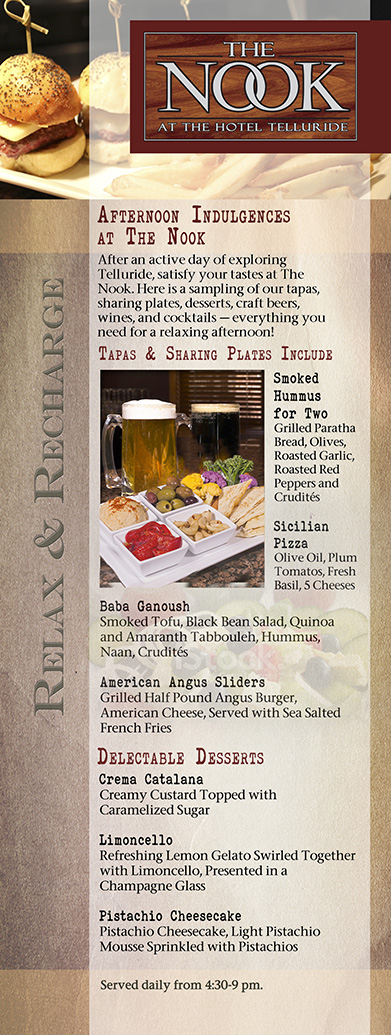 THE
NOOK
AT THE HOTEL TELLURIDE
AFTERNOON INDULGENCES
AT THE NOOK
After an active day of exploring
Telluride, satisfy your tastes at The
Nook. Here is a sampling of our tapas,
sharing plates, desserts, craft beers,
wines, and cocktails — everything you
need for a relaxing afternoon!
RELAX & RECHARGE
TAPAS & SHARING PLATES INCLUDE
Smoked
Hummus
for Two
Grilled Paratha
Bread, Olives,
Roasted Garlic,
Roasted Red
Peppers and
Crudités
Sicilian
Pizza
Olive Oil, Plum
Tomatos, Fresh
Basil, 5 Cheeses
Baba Ganoush
Smoked Tofu, Black Bean Salad, Quinoa
and Amaranth Tabbouleh, Hummus,
Naan, Crudités
iStock
American Angus Sliders
Grilled Half Pound Angus Burger,
American Cheese, Served with Sea Salted
French Fries
DELECTABLE DESSERTS
Crema Catalana
Creamy Custard Topped with
Caramelized Sugar
Limoncello
Refreshing Lemon Gelato Swirled Together
with Limoncello, Presented in a
Champagne Glass
Pistachio Cheesecake
Pistachio Cheesecake, Light Pistachio
Mousse Sprinkled with Pistachios
Served daily from 4:30-9 pm.